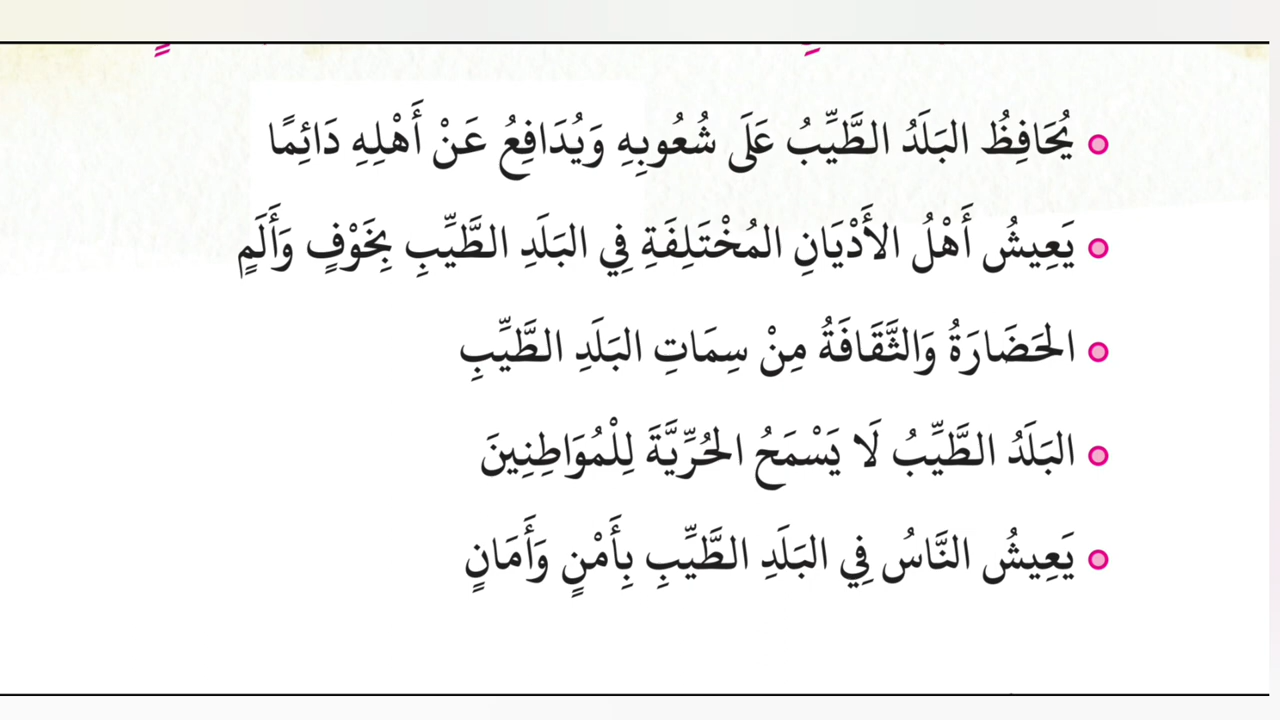 يُحَافِظُ البَلَدُ الطَّيِّبُ عَلَى شُعُوبِهِ وَيُدَافِعُ عَنْ أَهْلِهِ دَائِمًا
يَعِيشُ أَهْلُ الأَدْيَانِ المُخْتَلِفَةِ فِي البَلَدِ الطَّيِّبِ بِخَوْفٍ وَأَلَمٍ
الحَضَارَةُ وَالثَّقَافَةُ مِنْ سِمَاتِ البَلَدِ الطَّيِّبِ
البَلَدُ الطَّيِّبُ لَا يَسْمَحُ الحُرِّيَّةَ لِلْمُوَاطِنِينَ
يَعِيشُ النَّاسُ فِي البَلَدِ الطَّيِّبِ بِأَمْنٍ وَأَمَانٍ